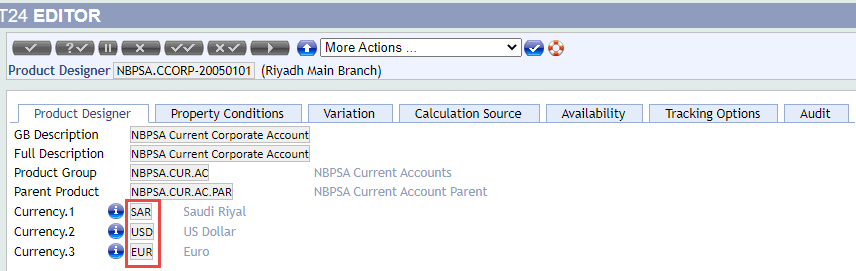 T24 EDITOR
More Actions ...
Product Designer NBPSA.CCORP-20050101 (Riyadh Main Branch)
Product Designer Property Conditions Variation Calculation Source Availability Tracking Options Audit
GB Description NBPSA Current Corporate Account
Full Description NBPSA Current Corporate Account
Product Group NBPSA.CUR.AC NBPSA Current Accounts
Parent Product NBPSA.CUR.AC.PAR NBPSA Current Account Parent
Currency.1 SAR Saudi Riyal
Currency.2 USD US Dollar
Currency.3 EUR Euro